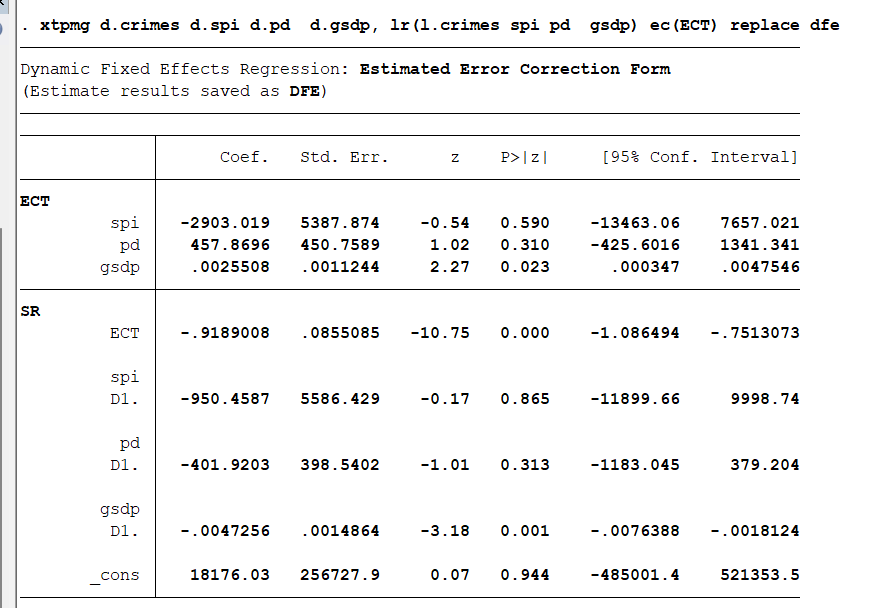 . xtpmg d.crimes d.spi d.pd  d.gsdp, lr(l.crimes spi pd  gsdp) ec(ECT) replace dfe
Dynamic Fixed Effects Regression: Estimated Error Correction Form
(Estimate results saved as DFE)
Coef. Std. Err. z P>|z| [95% Conf. Interval]
ECT
spi -2903.019 5387.874 -0.54 0.590 -13463.06 7657.021
pd 457.8696 450.7589 1.02 0.310 -425.6016 1341.341
gsdp .0025508 .0011244 2.27 0.023 .000347 .0047546
SR
ECT -.9189008 .0855085 -10.75 0.000 -1.086494 -.7513073
spi
D1. -950.4587 5586.429 -0.17 0.865 -11899.66 9998.74
pd
D1. -401.9203 398.5402 -1.01 0.313 -1183.045 379.204
gsdp
D1. -.0047256 .0014864 -3.18 0.001 -.0076388 -.0018124
_cons 18176.03 256727.9 0.07 0.944 -485001.4 521353.5